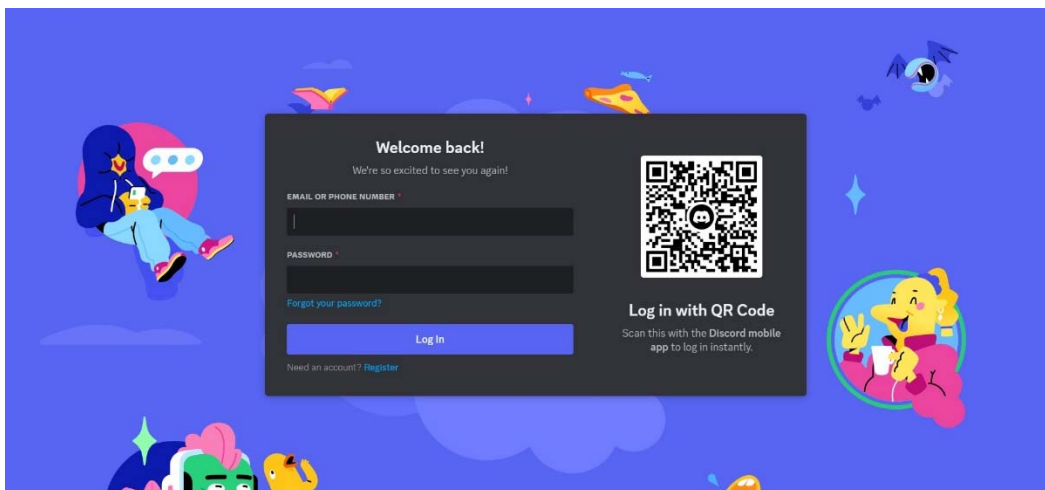 Welcome back!
We're so excited to see you again!
EMAIL OR PHONE NUMBER *
PASSWORD *
Forgot your password?
Log In
Need an account? Register
Log in with QR Code
Scan this with the Discord mobile
app to log in instantly.